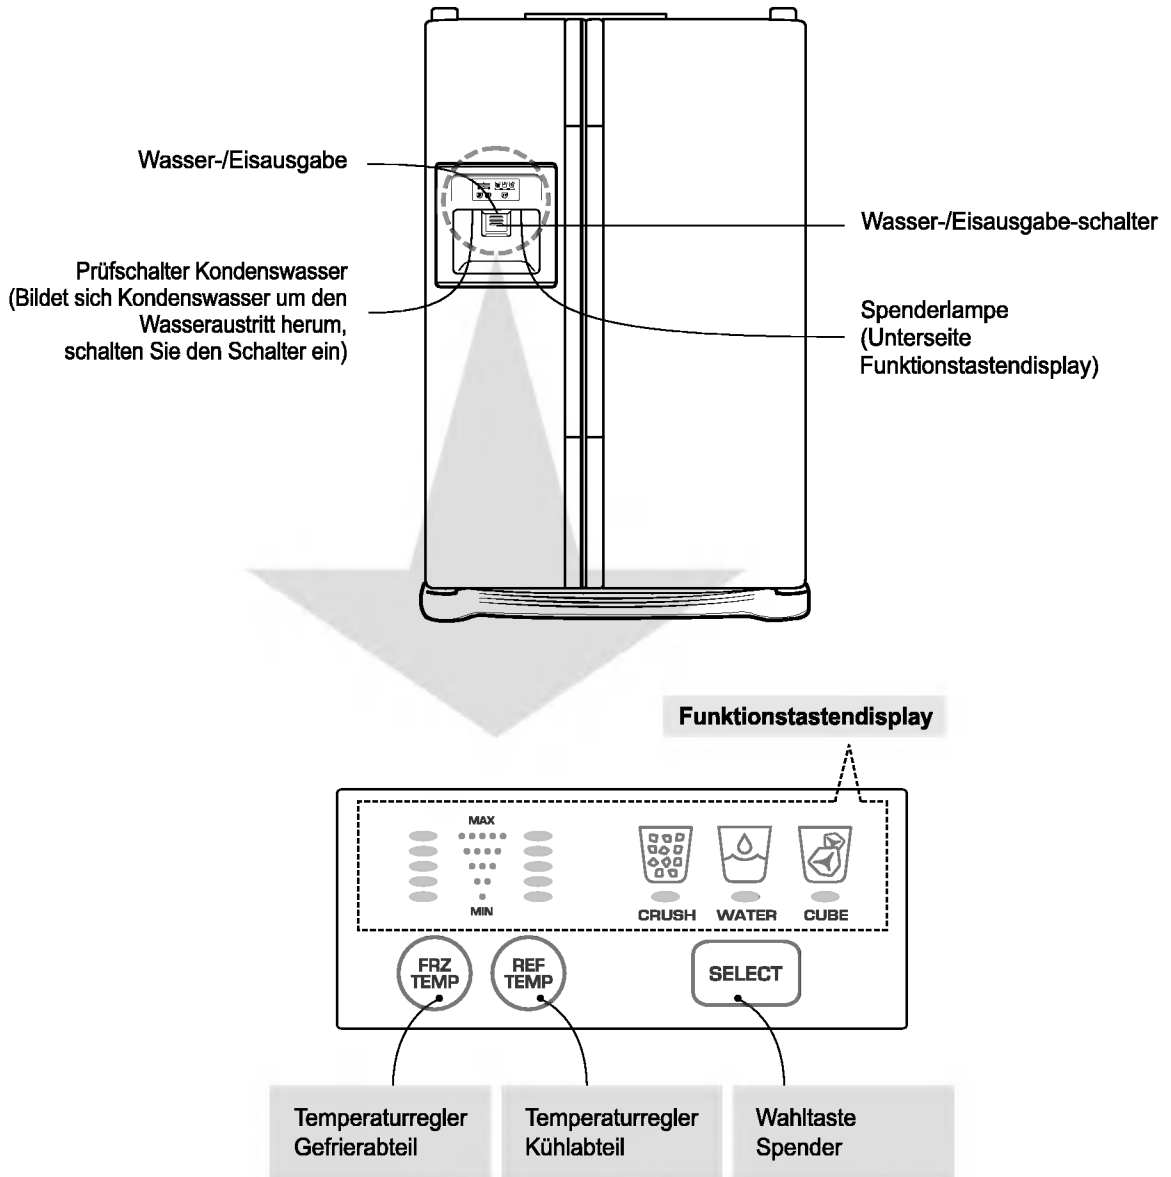 Wasser-/Eisausgabe
Wasser-/Eisausgabe-schalter
Prüfschalter Kondenswasser
(Bildet sich Kondenswasser um den
Wasseraustritt herum,
schalten Sie den Schalter ein)
Spenderlampe
(Unterseite
Funktionstastendisplay)
Funktionstastendisplay
MAX
MIN
CRUSH
WATER
CUBE
FRZ
TEMP
REF
TEMP
SELECT
Temperaturregler
Gefrierabteil
Temperaturregler
Kühlabteil
Wahltaste
Spender